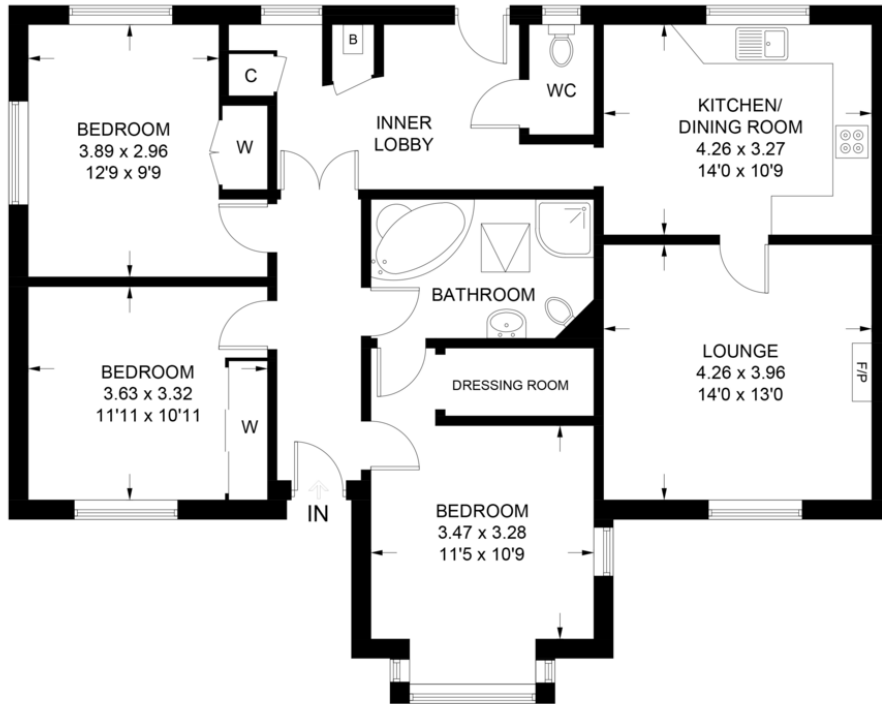 B
C
WC
KITCHEN/
DINING ROOM
4.26 x 3.27
14'0 x 10'9
BEDROOM
3.89 x 2.96
12'9 x 9'9
W
INNER
LOBBY
BATHROOM
BEDROOM
3.63 x 3.32
11'11 x 10'11
W
DRESSING ROOM
LOUNGE
4.26 x 3.96
14'0 x 13'0
F/P
IN
BEDROOM
3.47 x 3.28
11'5 x 10'9